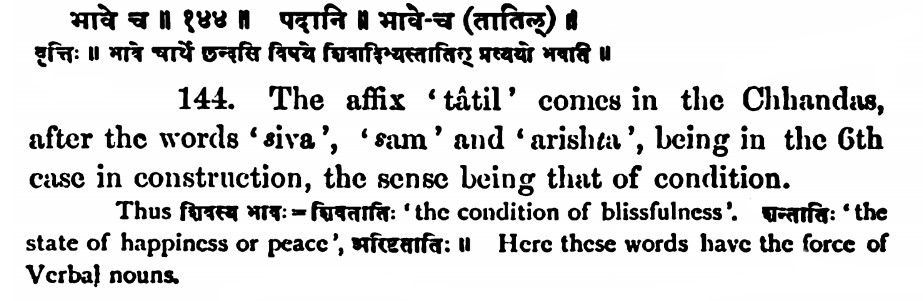 भावे च ॥ १४४ ॥ पदानि ॥ भावे-च (तातिल्) ॥
वृत्तिः ॥ भावे चार्थे छन्दसि विषये शिवादिभ्यस्तातिल् प्रत्ययो भवति ॥
144. The affix ‘tâtil’ comes in the Chhandas,
after the words ‘siva’, ‘sam’ and ‘arishta’, being in the 6th
case in construction, the sense being that of condition.
Thus शिवस्य भावः = शिवतातिः ‘the condition of blissfulness’. शन्तातिः ‘the
state of happiness or peace’, अरिष्टतातिः ॥ Here these words have the force of
Verbal nouns.